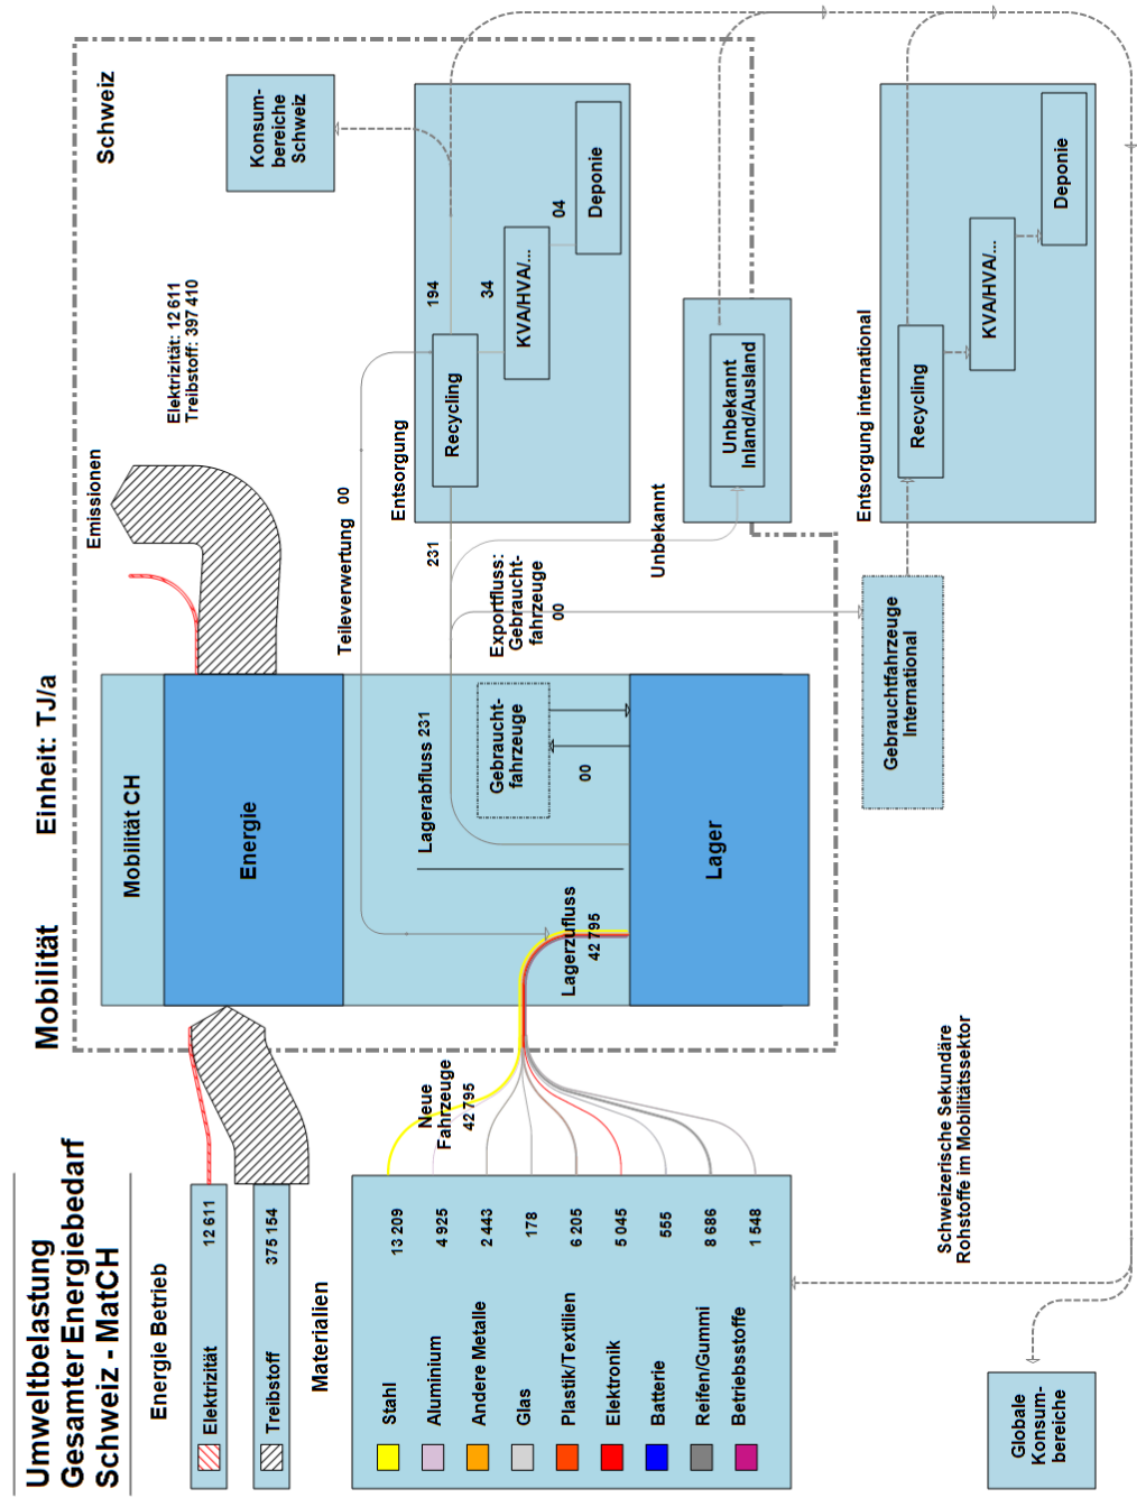 Umweltbelastung
Gesamter Energiebedarf
Schweiz - MatCH
Mobilität
Einheit: TJ/a
Schweiz
Energie Betrieb
Elektrizität
12 611
Treibstoff
375 154
Mobilität CH
Energie
Emissionen
Elektrizität: 12 611
Treibstoff: 397 410
Konsum-
bereiche
Schweiz
Materialien
Stahl
13 209
Aluminium
4 925
Andere Metalle
2 443
Glas
178
Plastik/Textilien
6 205
Elektronik
5 045
Batterie
555
Reifen/Gummi
8 686
Betriebsstoffe
1 548
Neue
Fahrzeuge
42 795
Lagerzufluss
42 795
Lagerabfluss 231
Gebraucht-
fahrzeuge
00
Lager
Teileverwertung 00
231
Exportfluss:
Gebraucht-
fahrzeuge
00
Unbekannt
Entsorgung
Recycling
194
34
KVA/HVA/...
04
Deponie
Unbekannt
Inland/Ausland
Gebrauchtfahrzeuge
International
Entsorgung international
Recycling
KVA/HVA/...
Deponie
Schweizerische Sekundäre
Rohstoffe im Mobilitätssektor
Globale
Konsum-
bereiche